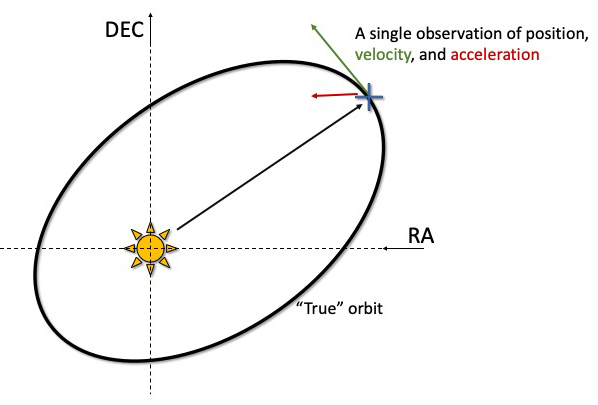 DEC
A single observation of position,
velocity, and acceleration
RA
“True” orbit